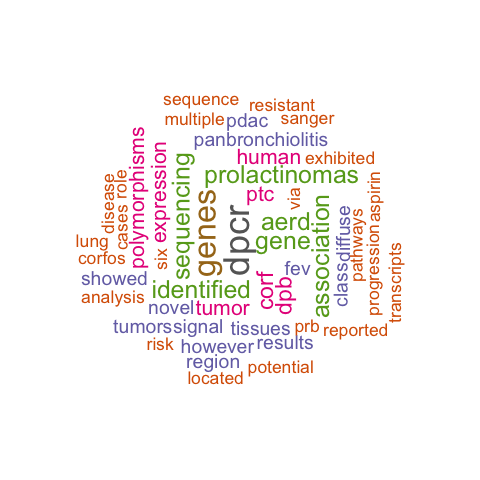 sequence
resistant
multiple
pdac
sanger
panbronchiolitis
human
exhibited
prolactinomas
polymorphisms
expression
sequencing
genes
dpcr
ptc
via
aspirin
disease
role
cases
aerd
gene
association
diffuse
class
pathways
progression
transcripts
lung
corfos
six
showed
fev
corf
dpb
analysis
identified
novel
tumor
tumors
signal
tissues
prb
reported
risk
however
results
region
potential
located